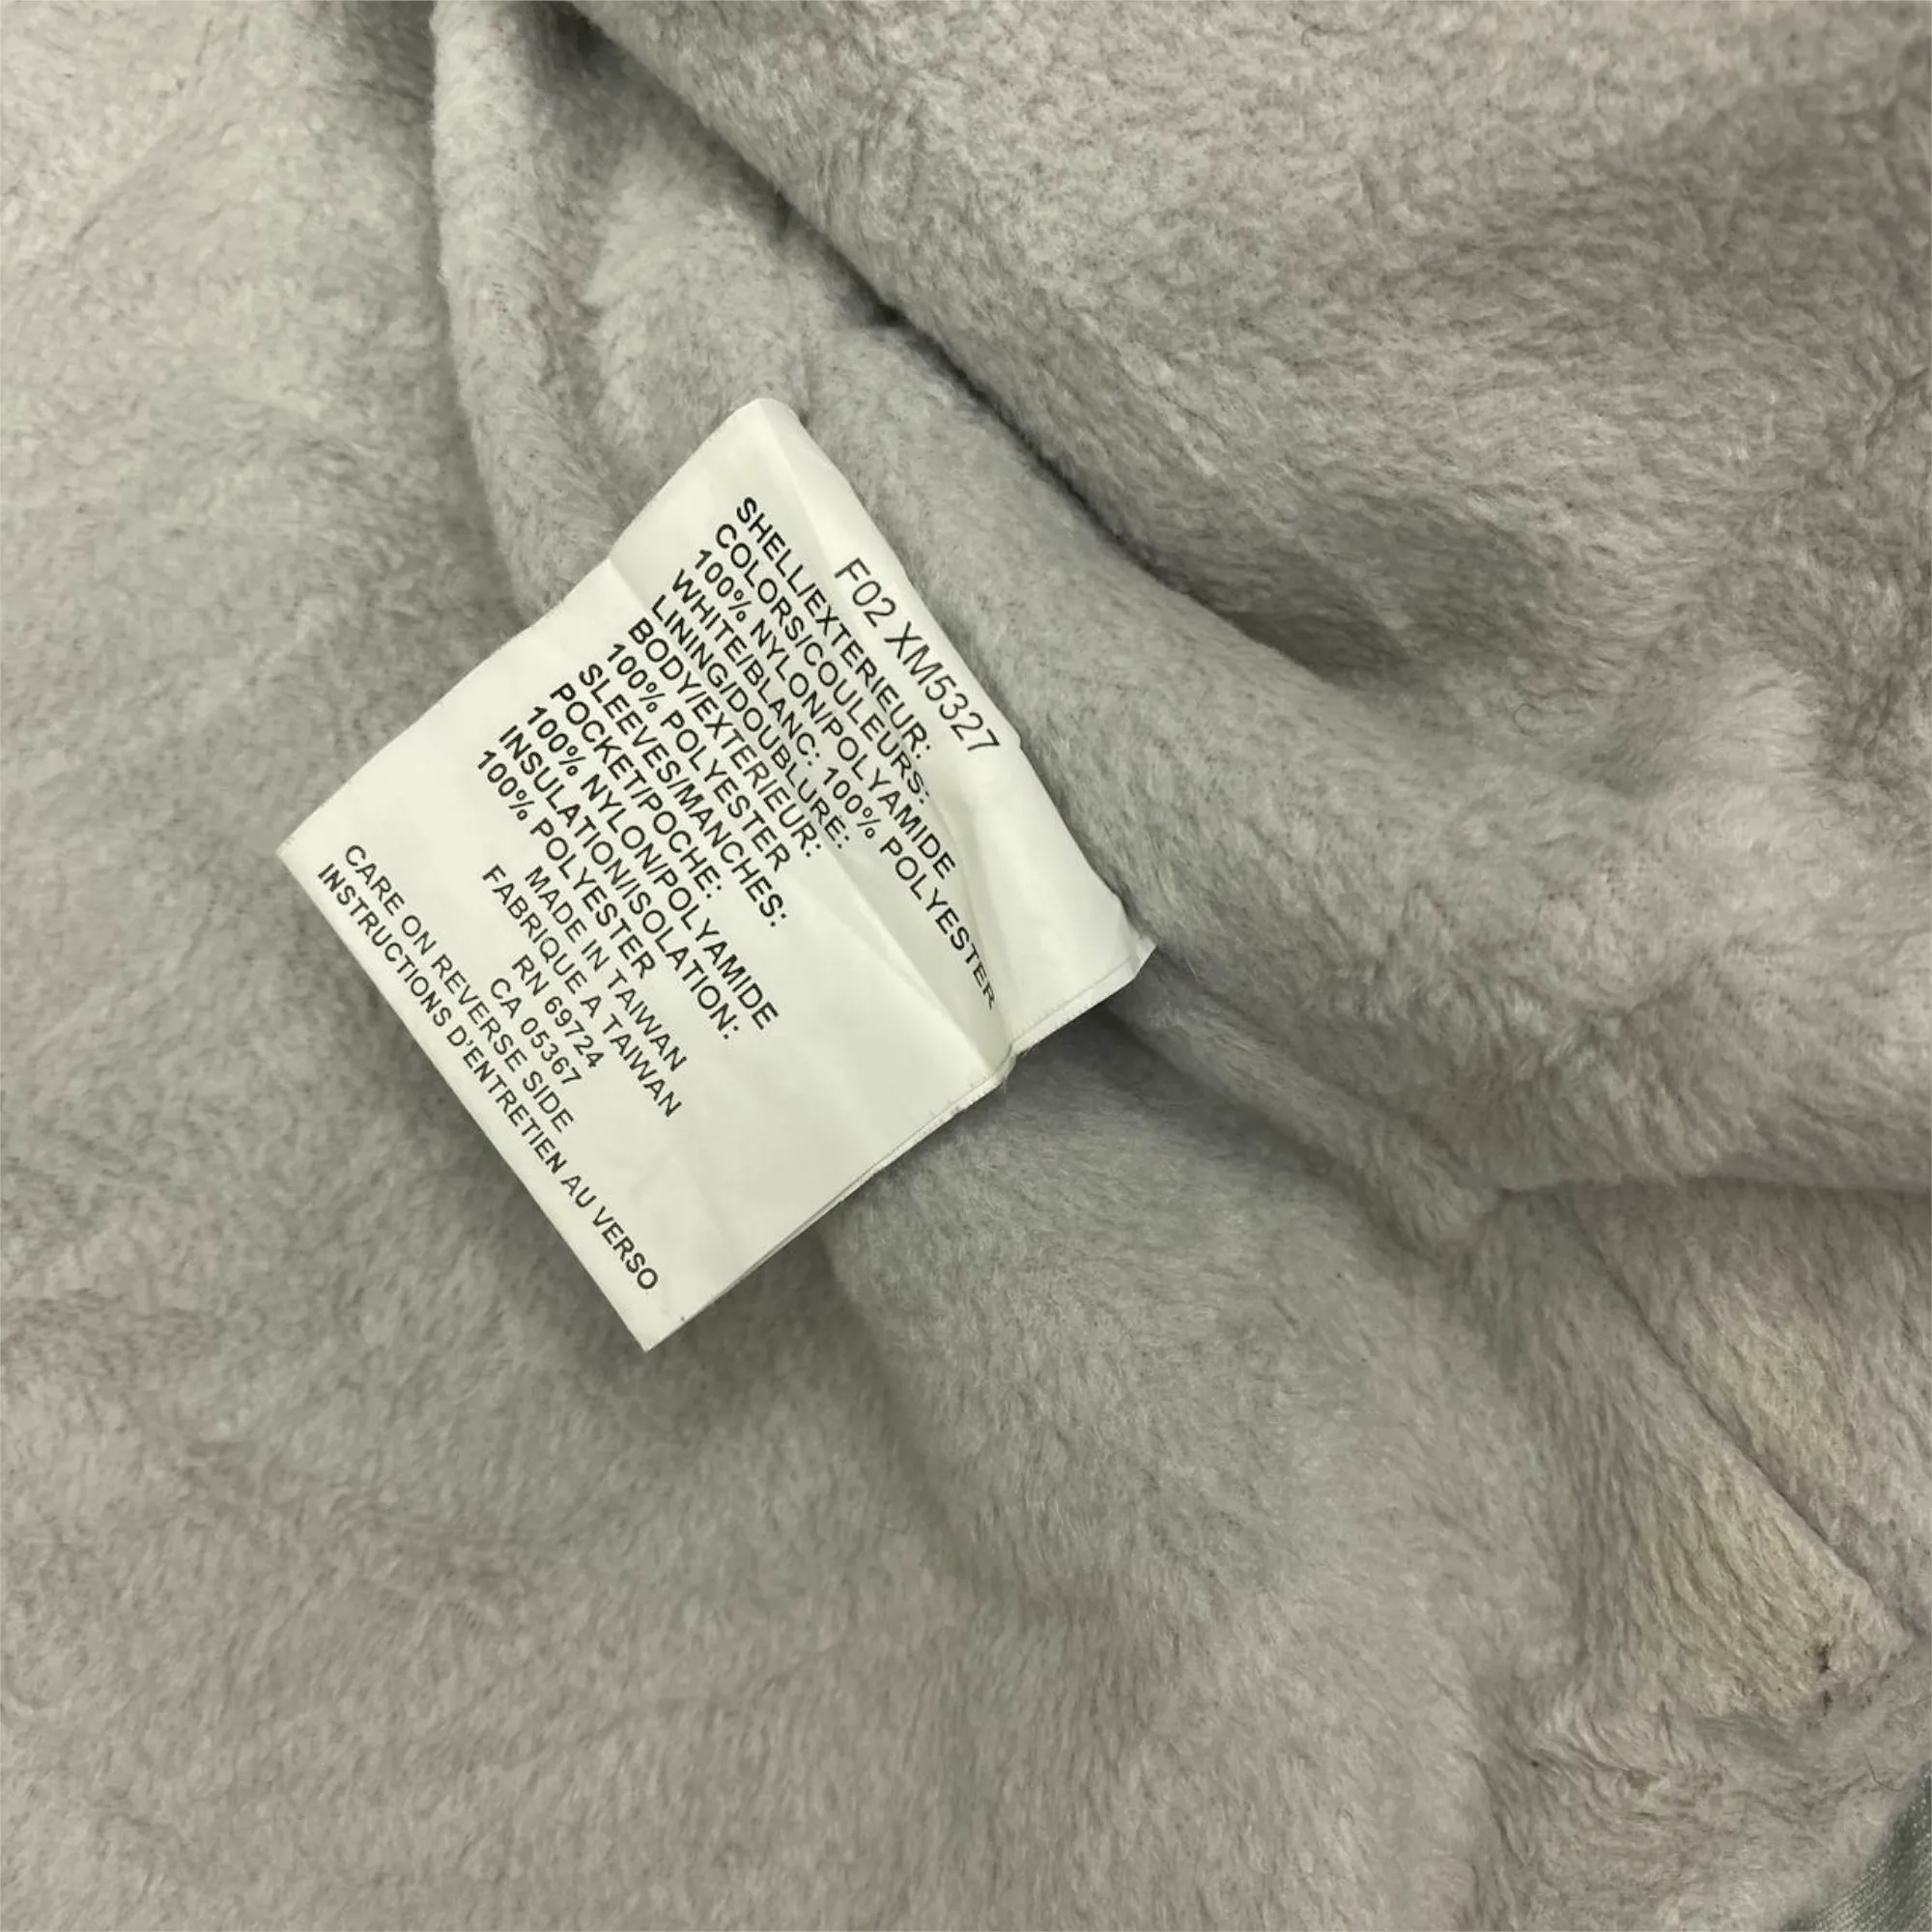 F02 XM5327
SHELL/EXTERIEUR:
COLORS/COULEURS:
100% NYLON/POLYAMIDE
WHITE/BLANC: 100% POLYESTER
LINING/DOUBLURE:
BODY/EXTERIEUR:
100% POLYESTER
SLEEVES/MANCHES:
POCKET/POCHE:
100% NYLON/POLYAMIDE
INSULATION/ISOLATION:
100% POLYESTER
MADE IN TAIWAN
FABRIQUE A TAIWAN
RN 69724
CA 05367
CARE ON REVERSE SIDE
INSTRUCTIONS D'ENTRETIEN AU VERSO